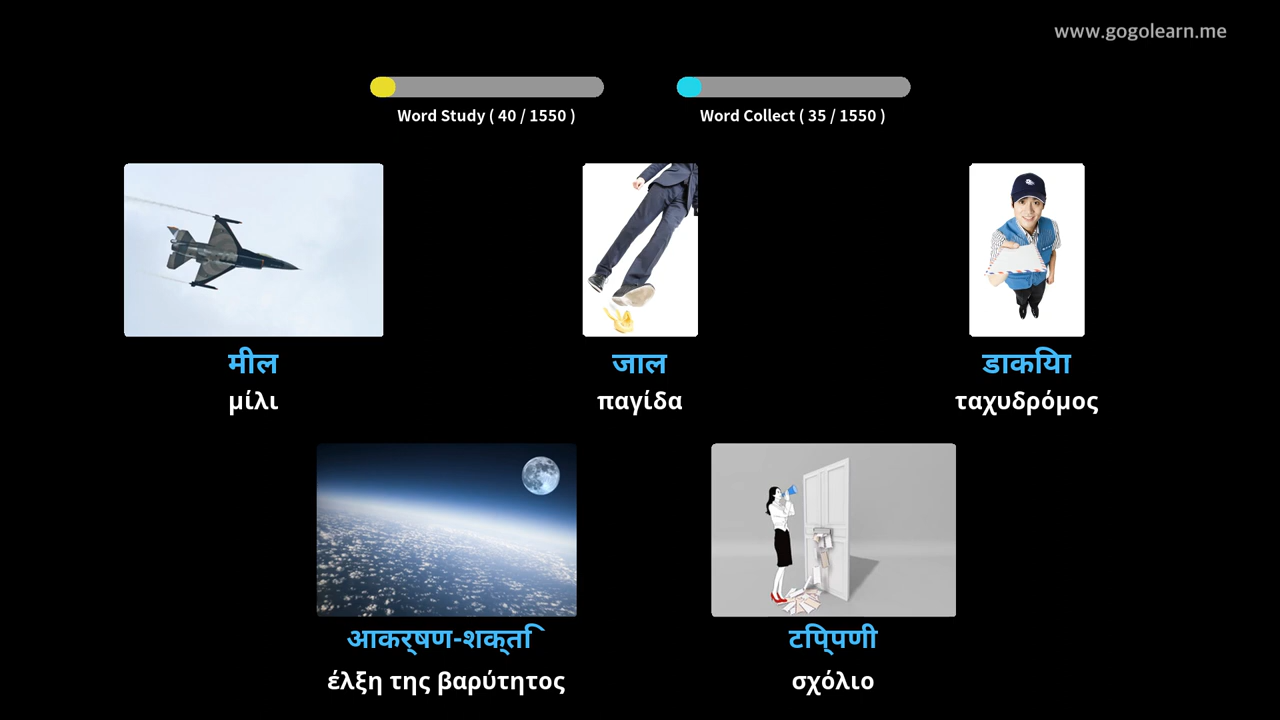 www.gogolearn.me
Word Study ( 40 / 1550 )
Word Collect ( 35 / 1550 )
मील
μίλι
जाल
παγίδα
डाकिया
ταχυδρόμος
आकर्षण-शक्ति
έλξη της βαρύτητος
टिप्पणी
σχόλιο